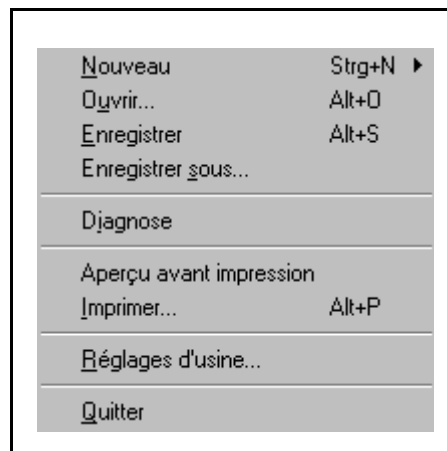 Nouveau Strg+N
Ouvrir... Alt+O
Enregistrer Alt+S
Enregistrer sous...
Diagnose
Aperçu avant impression
Imprimer... Alt+P
Réglages d'usine...
Quitter